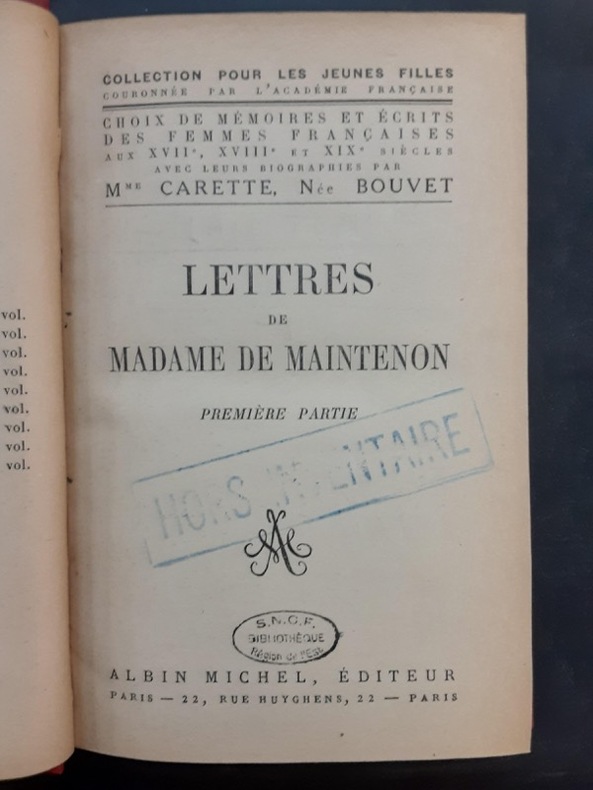 vol.
vol.
vol.
vol.
vol.
vol.
vol.
vol.
vol.
COLLECTION POUR LES JEUNES FILLES
COURONNÉE PAR L'ACADÉMIE FRANÇAISE
CHOIX DE MÉMOIRES ET ÉCRITS
DES FEMMES FRANÇAISES
AUX XVIIe, XVIIIe ET XIXe SIÈCLES
AVEC LEURS BIOGRAPHIES PAR
MME CARETTE, Née BOUVET
LETTRES
DE
MADAME DE MAINTENON
PREMIÈRE PARTIE
HORS INVENTAIRE
S.N.C.F.
BIBLIOTHÈQUE
Région de l'Est
ALBIN MICHEL, ÉDITEUR
PARIS — 22, RUE HUYGHENS, 22 — PARIS